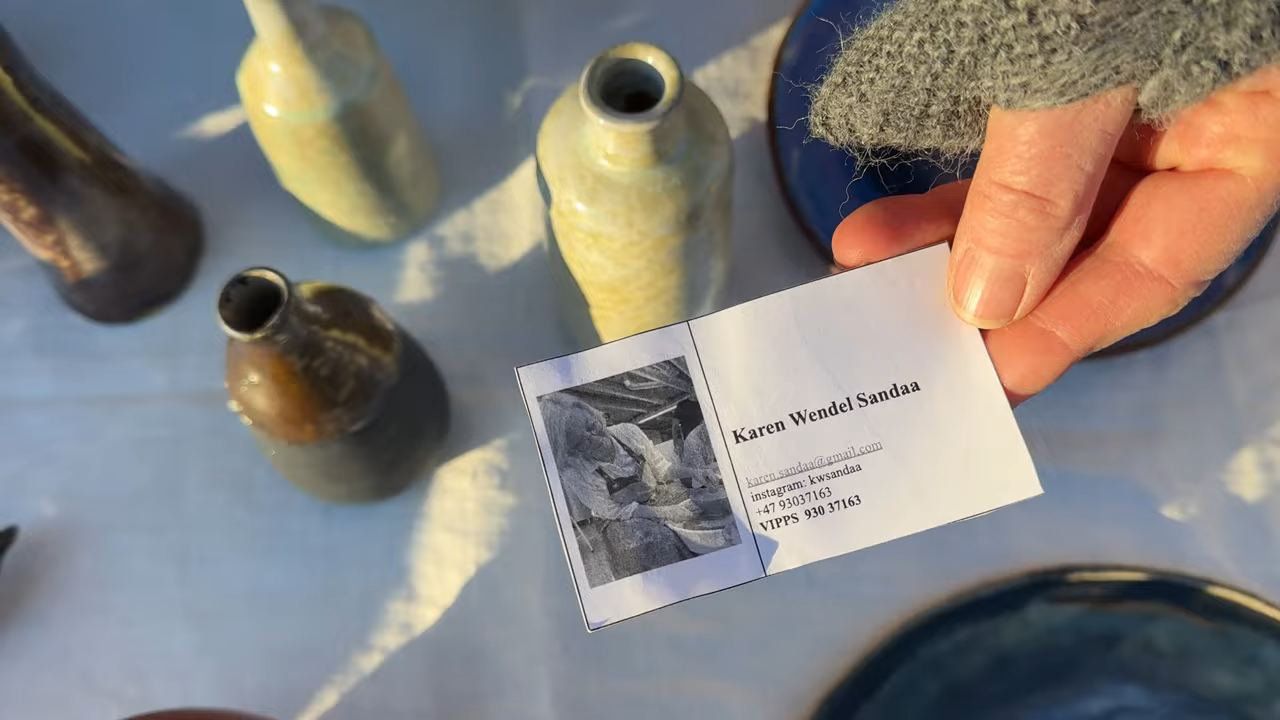 Karen Wendel Sandaa
karen.sandaa@gmail.com
instagram: kwsandaa
+47 93037163
VIPPS 930 37163